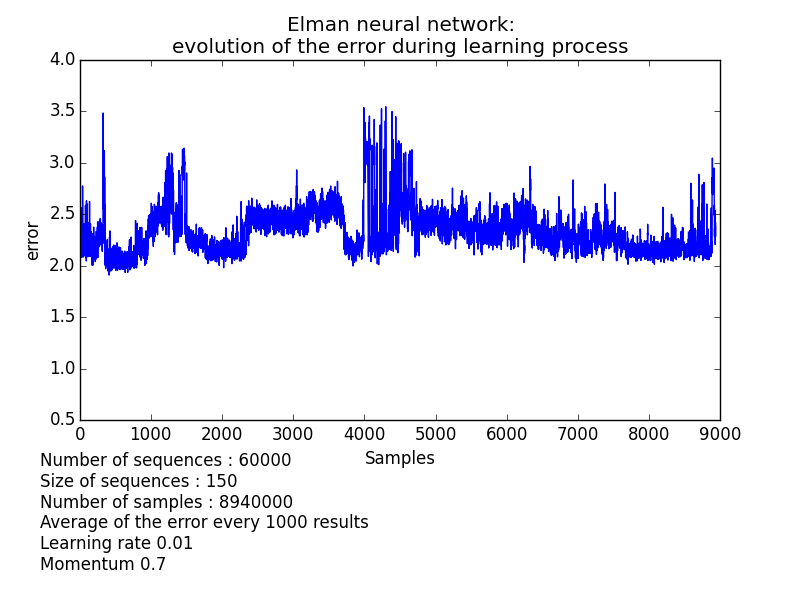 Elman neural network:
evolution of the error during learning process
4.0
3.5
3.0
2.5
2.0
1.5
1.0
0.5
error
0 1000 2000 3000 4000 5000 6000 7000 8000 9000
Samples
Number of sequences : 60000
Size of sequences : 150
Number of samples : 8940000
Average of the error every 1000 results
Learning rate 0.01
Momentum 0.7